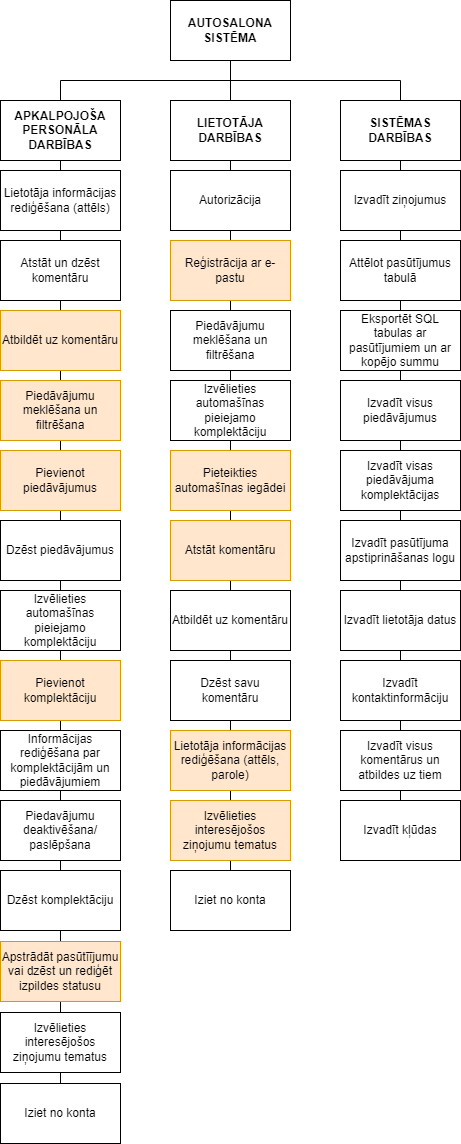 AUTOSALONA
SISTĒMA
APKALPOJOŠA
PERSONĀLA
DARBĪBAS
Lietotāja informācijas
rediģēšana (attēls)
Atstāt un dzēst
komentāru
Atbildēt uz komentāru
Piedāvājumu
meklēšana un
filtrēšana
Pievienot
piedāvājumus
Dzēst piedāvājumus
Izvēlieties
automašīnas
pieiejamo
komplektāciju
Pievienot
komplektāciju
Informācijas
rediģēšana par
komplektācijām un
piedāvājumiem
Piedavājumu
deaktivēšana/
paslēpšana
Dzēst komplektāciju
Apstrādāt pasūtīījumu
vai dzēst un rediģēt
izpildes statusu
Izvēlieties
interesējošos
ziņojumu tematus
Iziet no konta
LIETOTĀJA
DARBĪBAS
Autorizācija
Reģistrācija ar e-
pastu
Piedāvājumu
meklēšana un
filtrēšana
Izvēlieties
automašīnas
pieiejamo
komplektāciju
Pieteikties
automašīnas iegādei
Atstāt komentāru
Atbildēt uz komentāru
Dzēst savu
komentāru
Lietotāja informācijas
rediģēšana (attēls,
parole)
Izvēlieties
interesējošos
ziņojumu tematus
Iziet no konta
SISTĒMAS
DARBĪBAS
Izvadīt ziņojumus
Attēlot pasūtījumus
tabulā
Eksportēt SQL
tabulas ar
pasūtījumiem un ar
kopējo summu
Izvadīt visus
piedāvājumus
Izvadīt visas
piedāvājuma
komplektācijas
Izvadīt pasūtījuma
apstiprināšanas logu
Izvadīt lietotāja datus
Izvadīt
kontaktinformāciju
Izvadīt visus
komentārus un
atbildes uz tiem
Izvadīt kļūdas